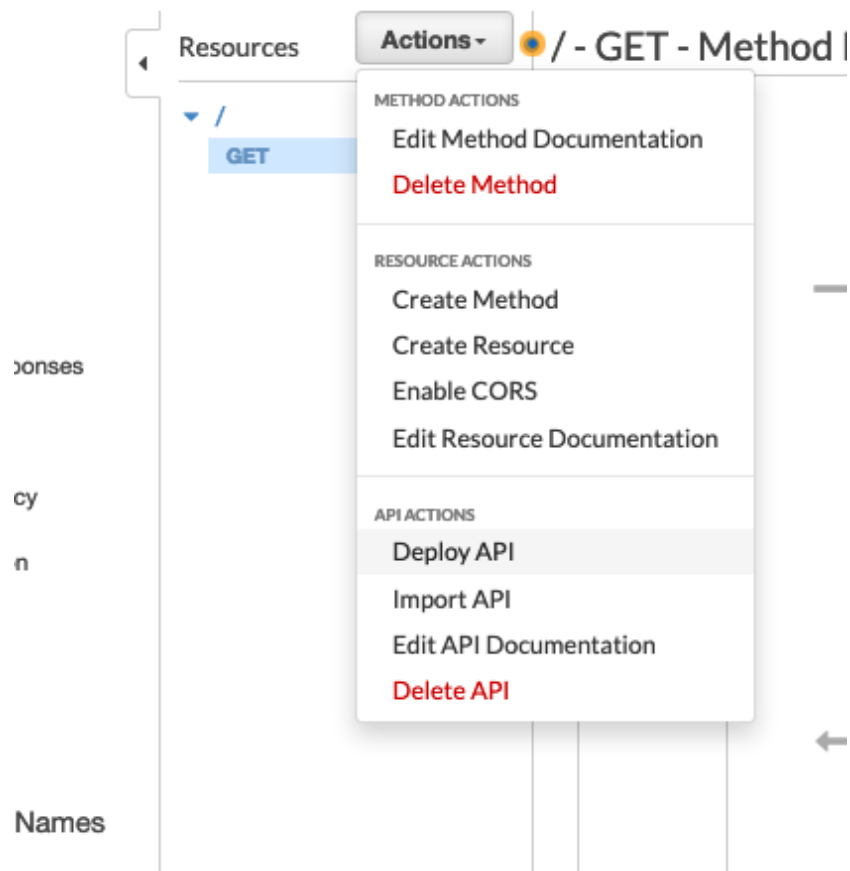 Resources
Actions
/ - GET - Method
/
GET
METHOD ACTIONS
Edit Method Documentation
Delete Method
RESOURCE ACTIONS
Create Method
Create Resource
Enable CORS
Edit Resource Documentation
API ACTIONS
Deploy API
Import API
Edit API Documentation
Delete API
ponses
cy
n
Names